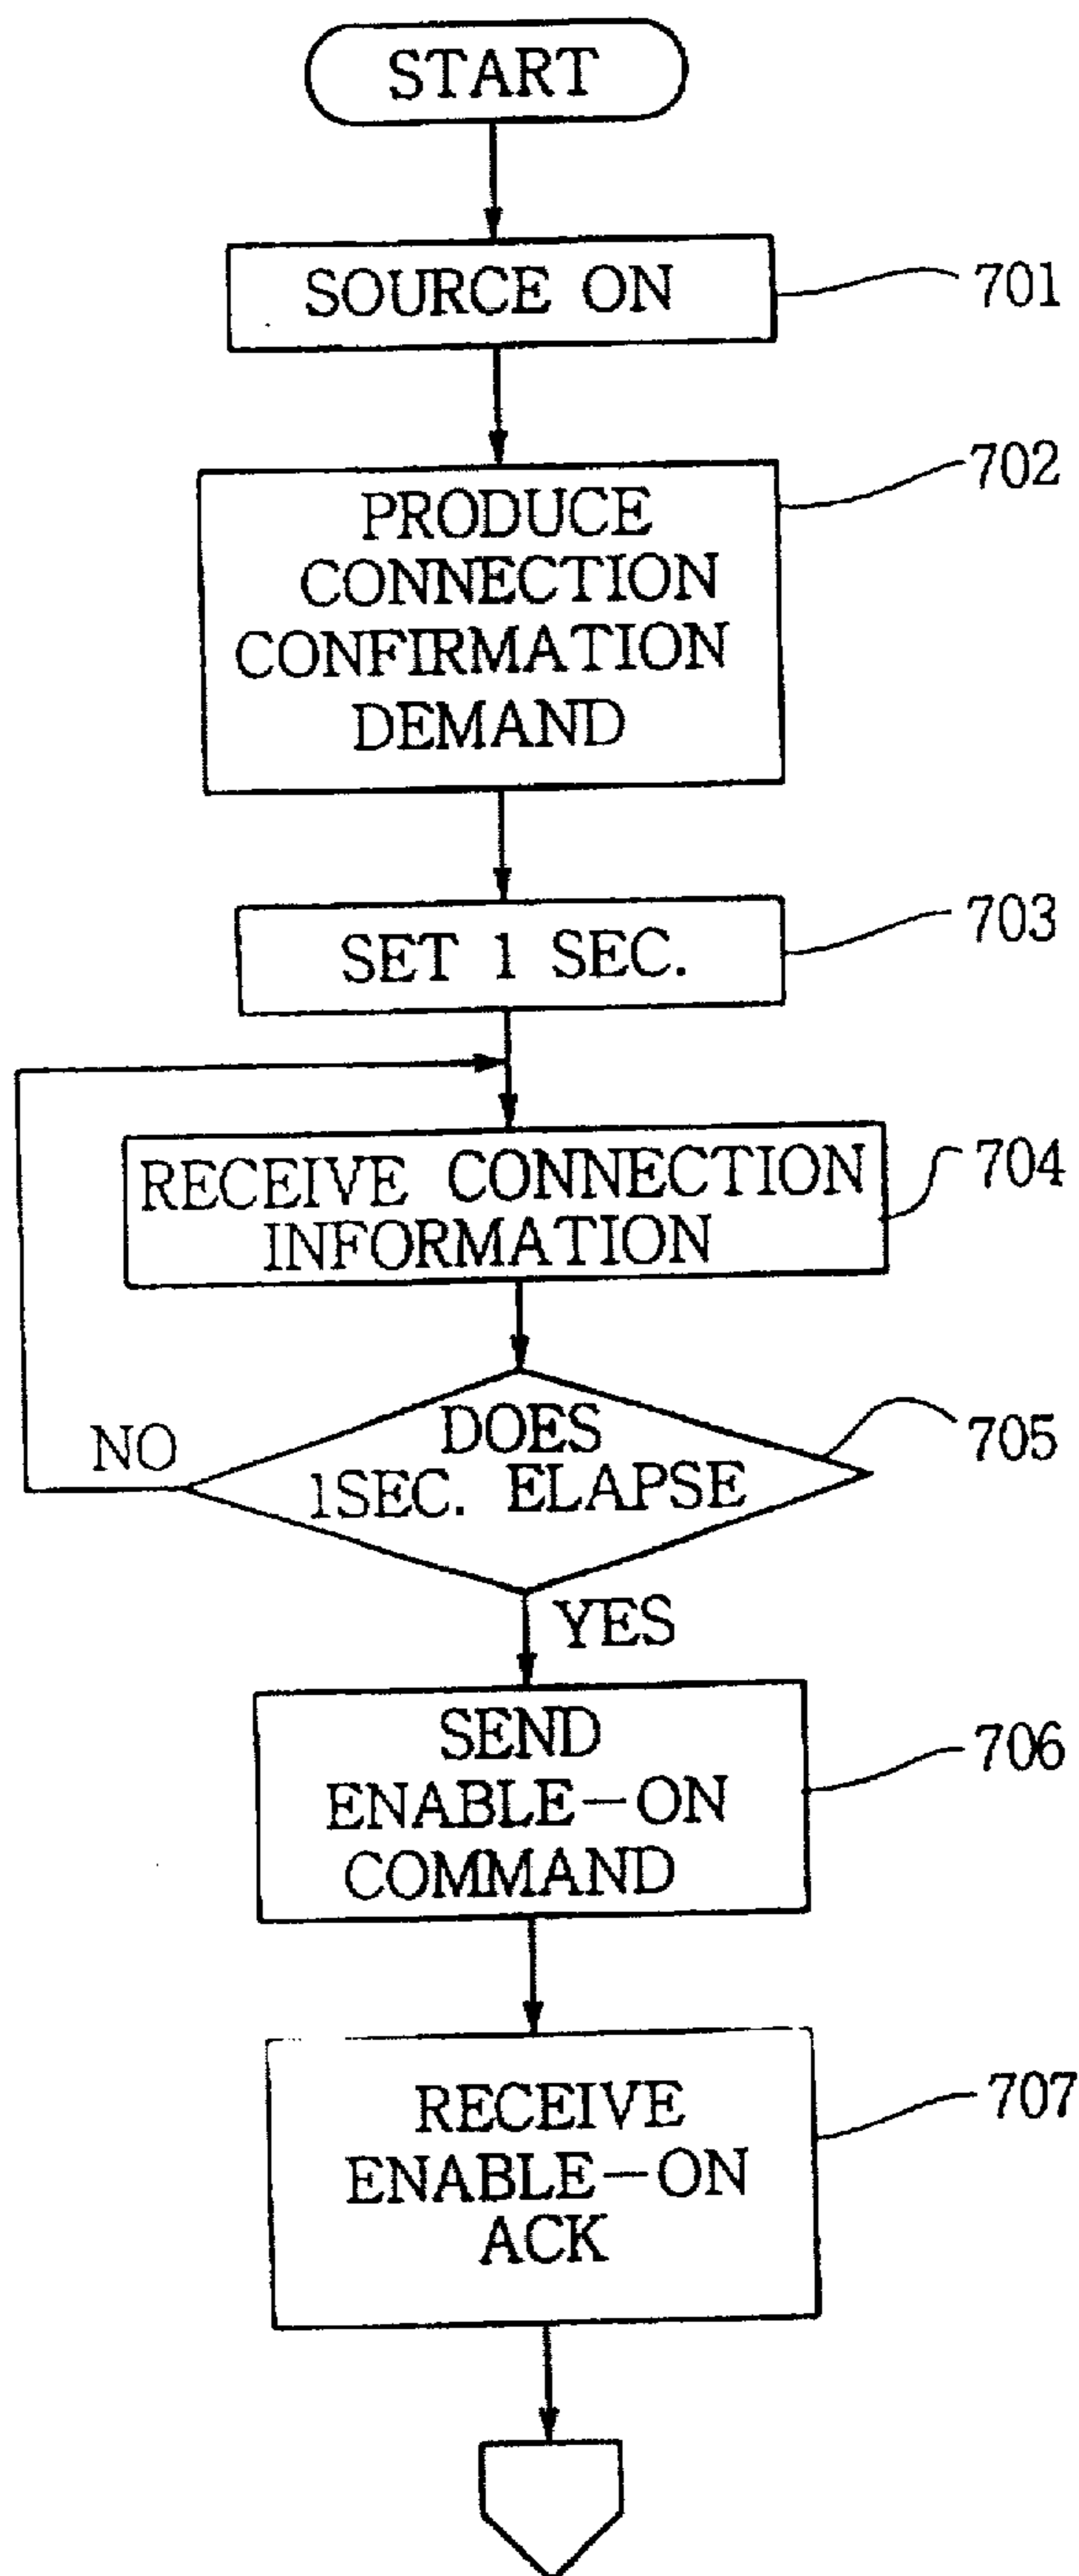 START
SOURCE ON
701
702
PRODUCE
CONNECTION
CONFIRMATION
DEMAND
703
SET 1 SEC.
704
RECEIVE CONNECTION
INFORMATION
705
DOES
1SEC. ELAPSE
NO
YES
706
SEND
ENABLE-ON
COMMAND
707
RECEIVE
ENABLE-ON
ACK